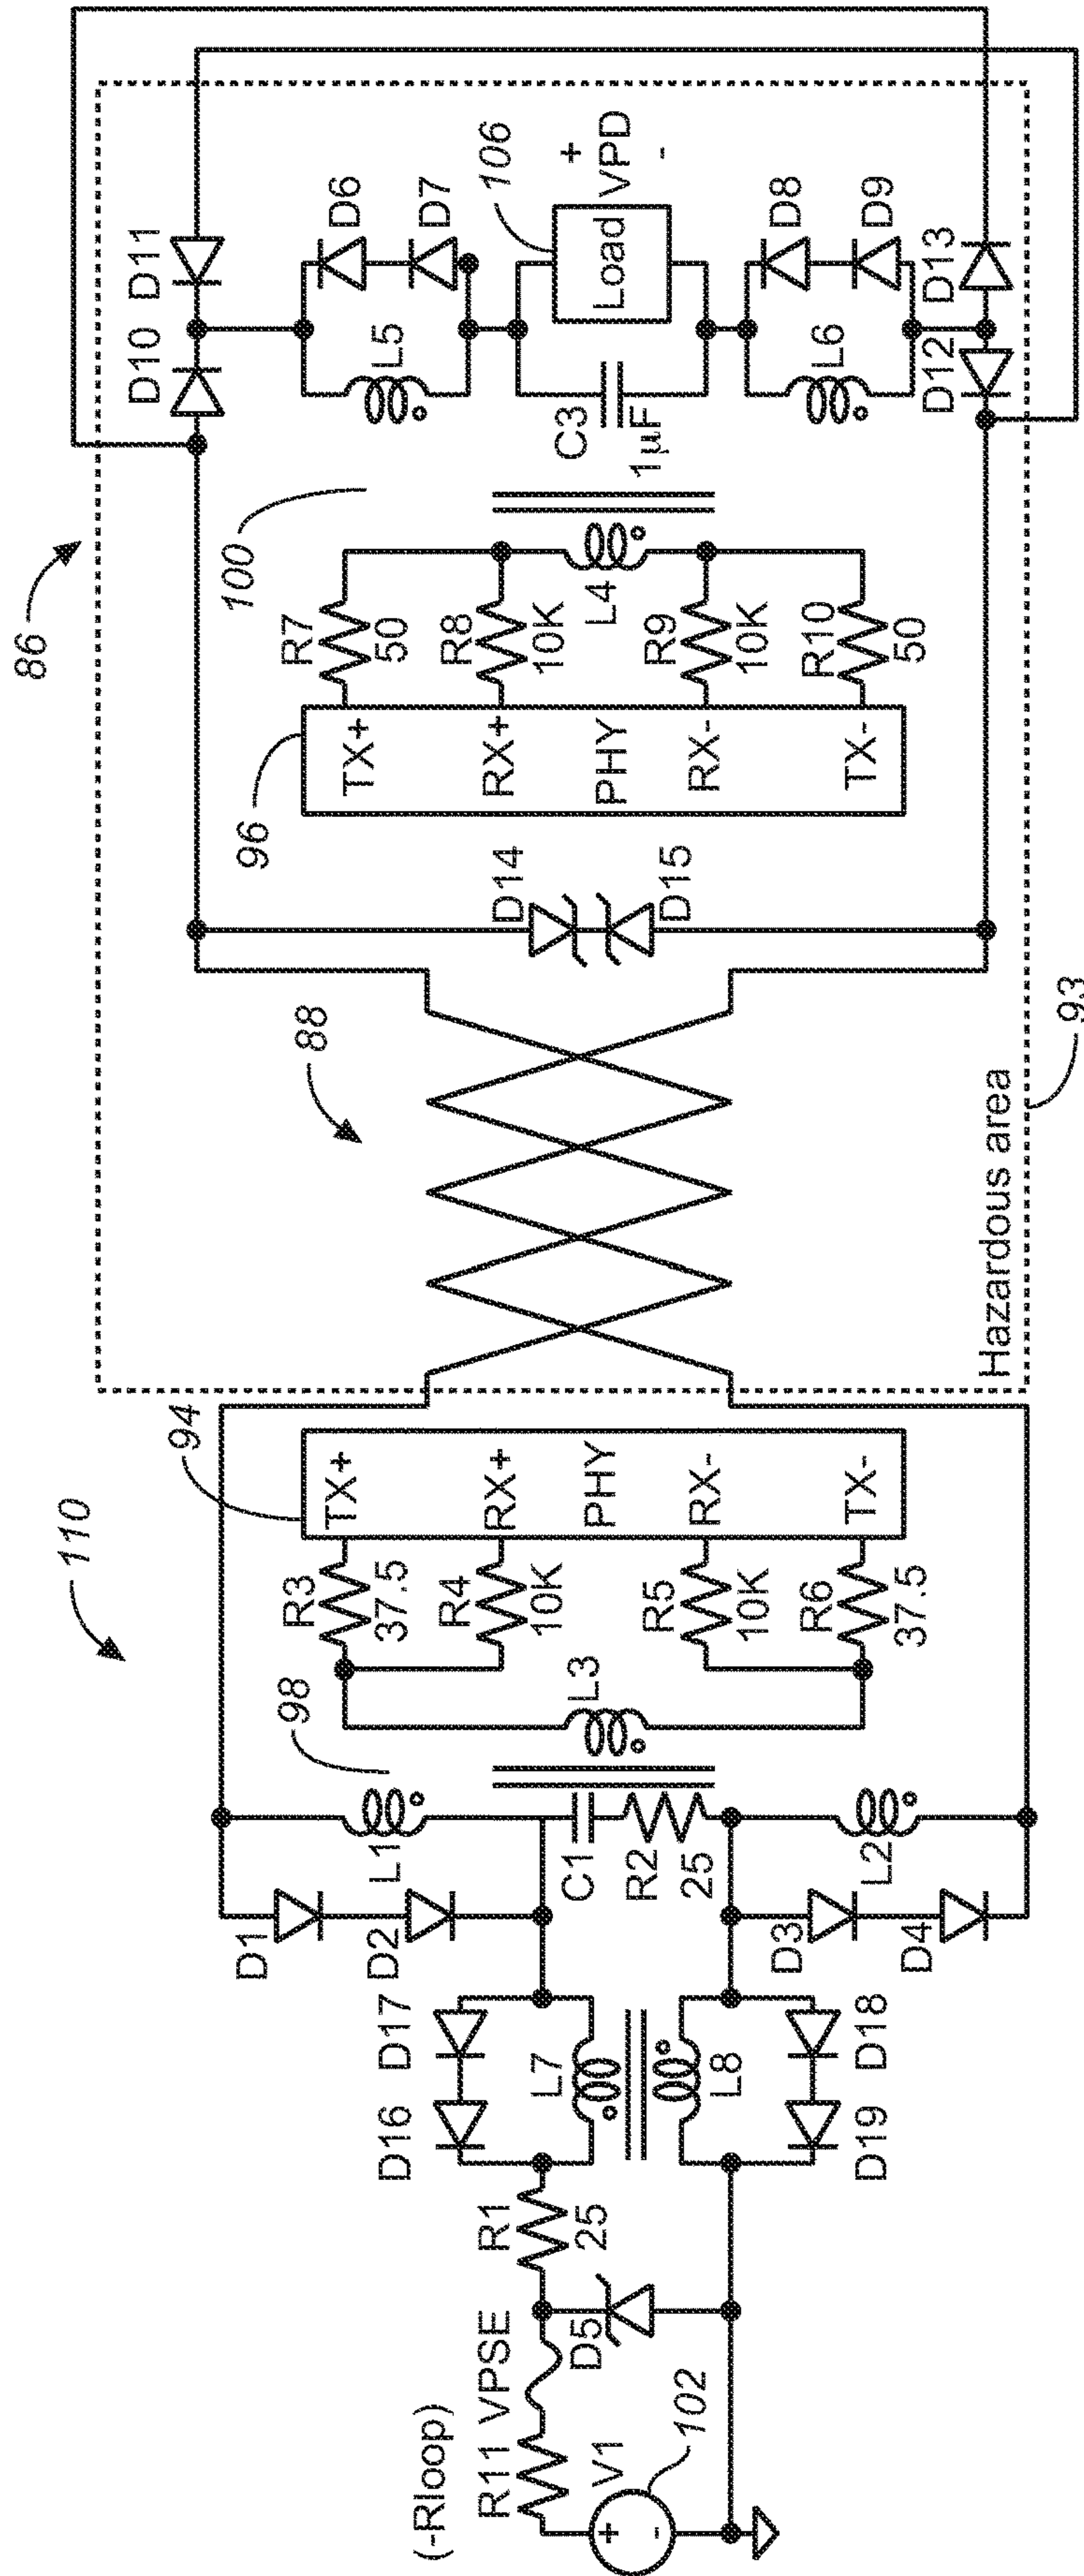 110
98
94
88
86
100
96
106
93
102
(-Rloop)
R11
VPSE
V1
D5
R1
25
D16
D17
L7
L8
D19
D18
D1
D2
L1
C1
R2
25
D3
D4
L2
L3
R3
37.5
R4
10K
R5
10K
R6
37.5
TX+
RX+
PHY
RX-
TX-
Hazardous area
D14
D15
TX+
RX+
PHY
RX-
TX-
R7
50
R8
10K
R9
10K
R10
50
L4
D10
D11
L5
D6
D7
C3
1µF
Load
+
VPD
-
L6
D8
D9
D12
D13
+
-